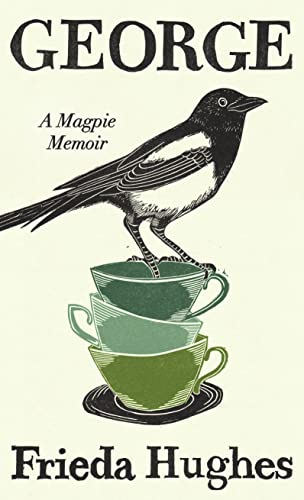 GEORGE
A Magpie
Memoir
Frieda Hughes